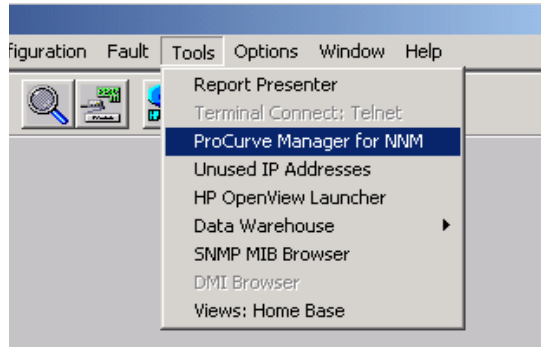 figuration Fault Tools Options Window Help
Report Presenter
Terminal Connect: Telnet
ProCurve Manager for NNM
Unused IP Addresses
HP OpenView Launcher
Data Warehouse
SNMP MIB Browser
DMI Browser
Views: Home Base